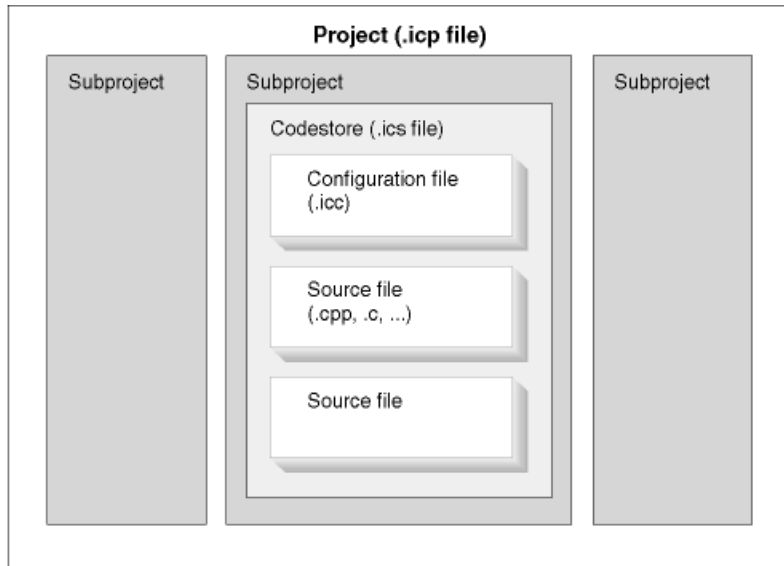 Project (.icp file)
Subproject
Subproject
Codestore (.ics file)
Configuration file
(.icc)
Source file
(.cpp, .c, ...)
Source file
Subproject